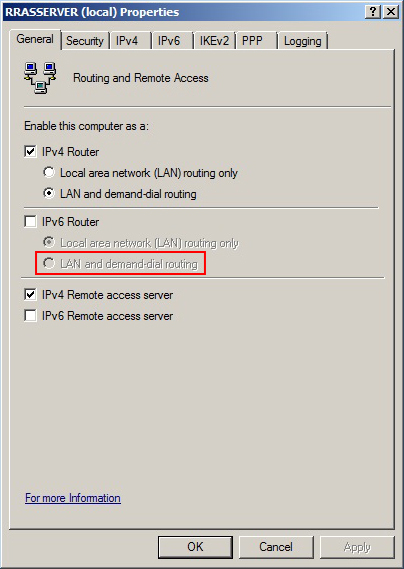 RRASSERVER (local) Properties
General Security IPv4 IPv6 IKEv2 PPP Logging
Routing and Remote Access
Enable this computer as a:
IPv4 Router
Local area network (LAN) routing only
LAN and demand-dial routing
IPv6 Router
Local area network (LAN) routing only
LAN and demand-dial routing
IPv4 Remote access server
IPv6 Remote access server
For more Information
OK Cancel Apply